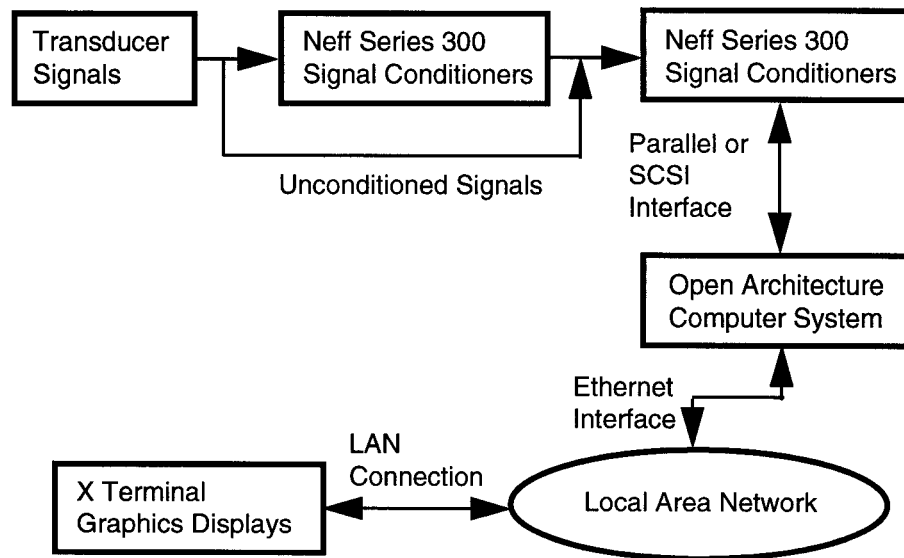 Transducer
Signals
Neff Series 300
Signal Conditioners
Neff Series 300
Signal Conditioners
Unconditioned Signals
Parallel or
SCSI
Interface
Open Architecture
Computer System
Ethernet
Interface
LAN
Connection
X Terminal
Graphics Displays
Local Area Network